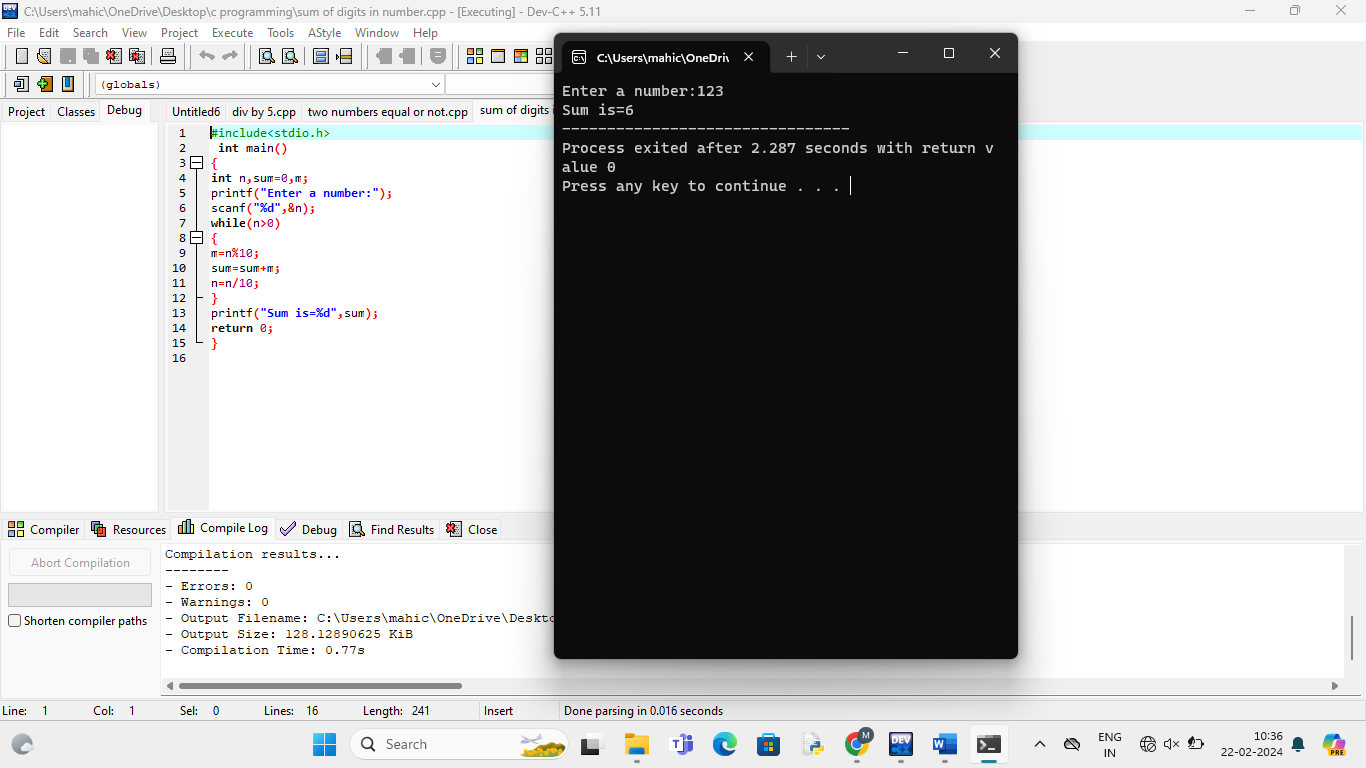 C:\Users\mahic\OneDrive\Desktop\c programming\sum of digits in number.cpp - [Executing] - Dev-C++ 5.11
File Edit Search View Project Execute Tools AStyle Window Help
(globals)
Project Classes Debug
Untitled6 div by 5.cpp two numbers equal or not.cpp sum of digits i
1 #include<stdio.h>
2 int main()
3 {
4 int n,sum=0,m;
5 printf("Enter a number:");
6 scanf("%d",&n);
7 while(n>0)
8 {
9 m=n%10;
10 sum=sum+m;
11 n=n/10;
12 }
13 printf("Sum is=%d",sum);
14 return 0;
15 }
16
C:\Users\mahic\OneDriv
Enter a number:123
Sum is=6
--------------------------------
Process exited after 2.287 seconds with return v
alue 0
Press any key to continue . . .
Compiler Resources Compile Log Debug Find Results Close
Abort Compilation
Shorten compiler paths
Compilation results...
--------
- Errors: 0
- Warnings: 0
- Output Filename: C:\Users\mahic\OneDrive\Deskto
- Output Size: 128.12890625 KiB
- Compilation Time: 0.77s
Line: 1 Col: 1 Sel: 0 Lines: 16 Length: 241 Insert Done parsing in 0.016 seconds
Search
M
DEV
W
ENG
IN
10:36
22-02-2024
PRE